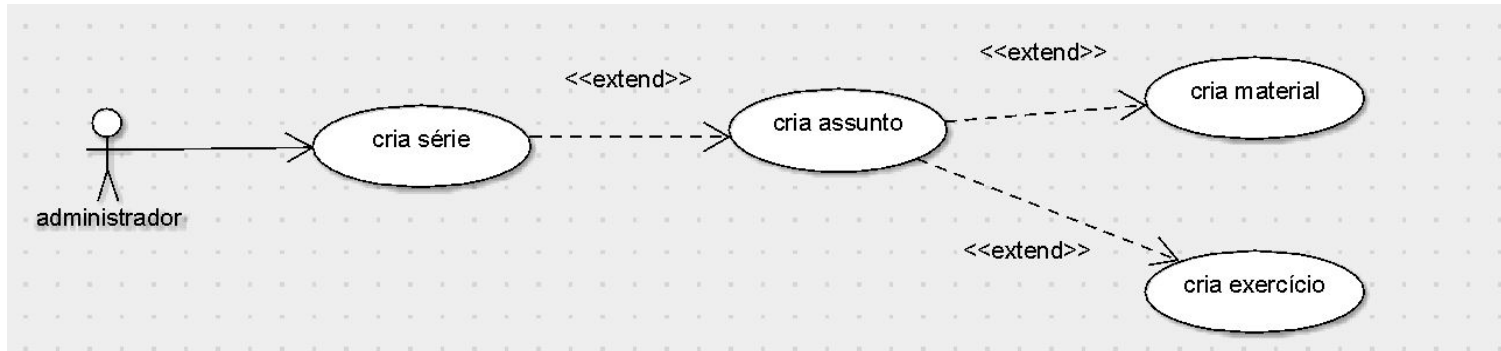 <<extend>>
<<extend>>
cria material
cria assunto
cria série
administrador
<<extend>>
cria exercício